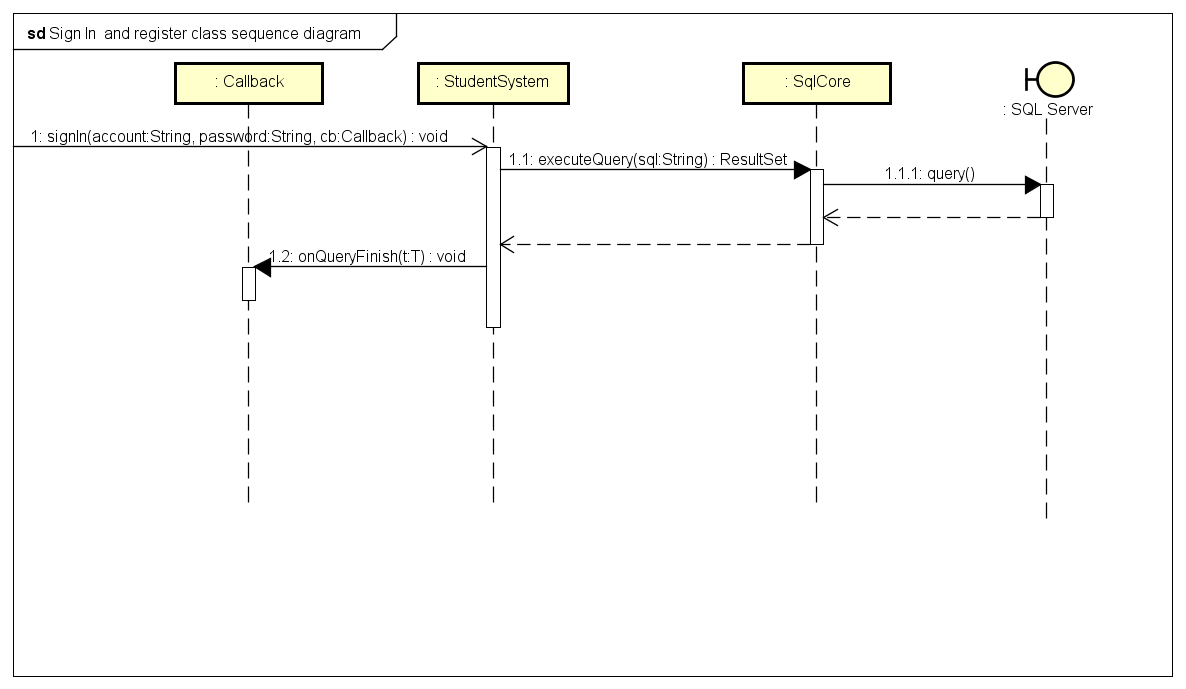 sd Sign In and register class sequence diagram
: Callback
: StudentSystem
: SqlCore
: SQL Server
1: signIn(account:String, password:String, cb:Callback) : void
1.1: executeQuery(sql:String) : ResultSet
1.1.1: query()
1.2: onQueryFinish(t:T) : void